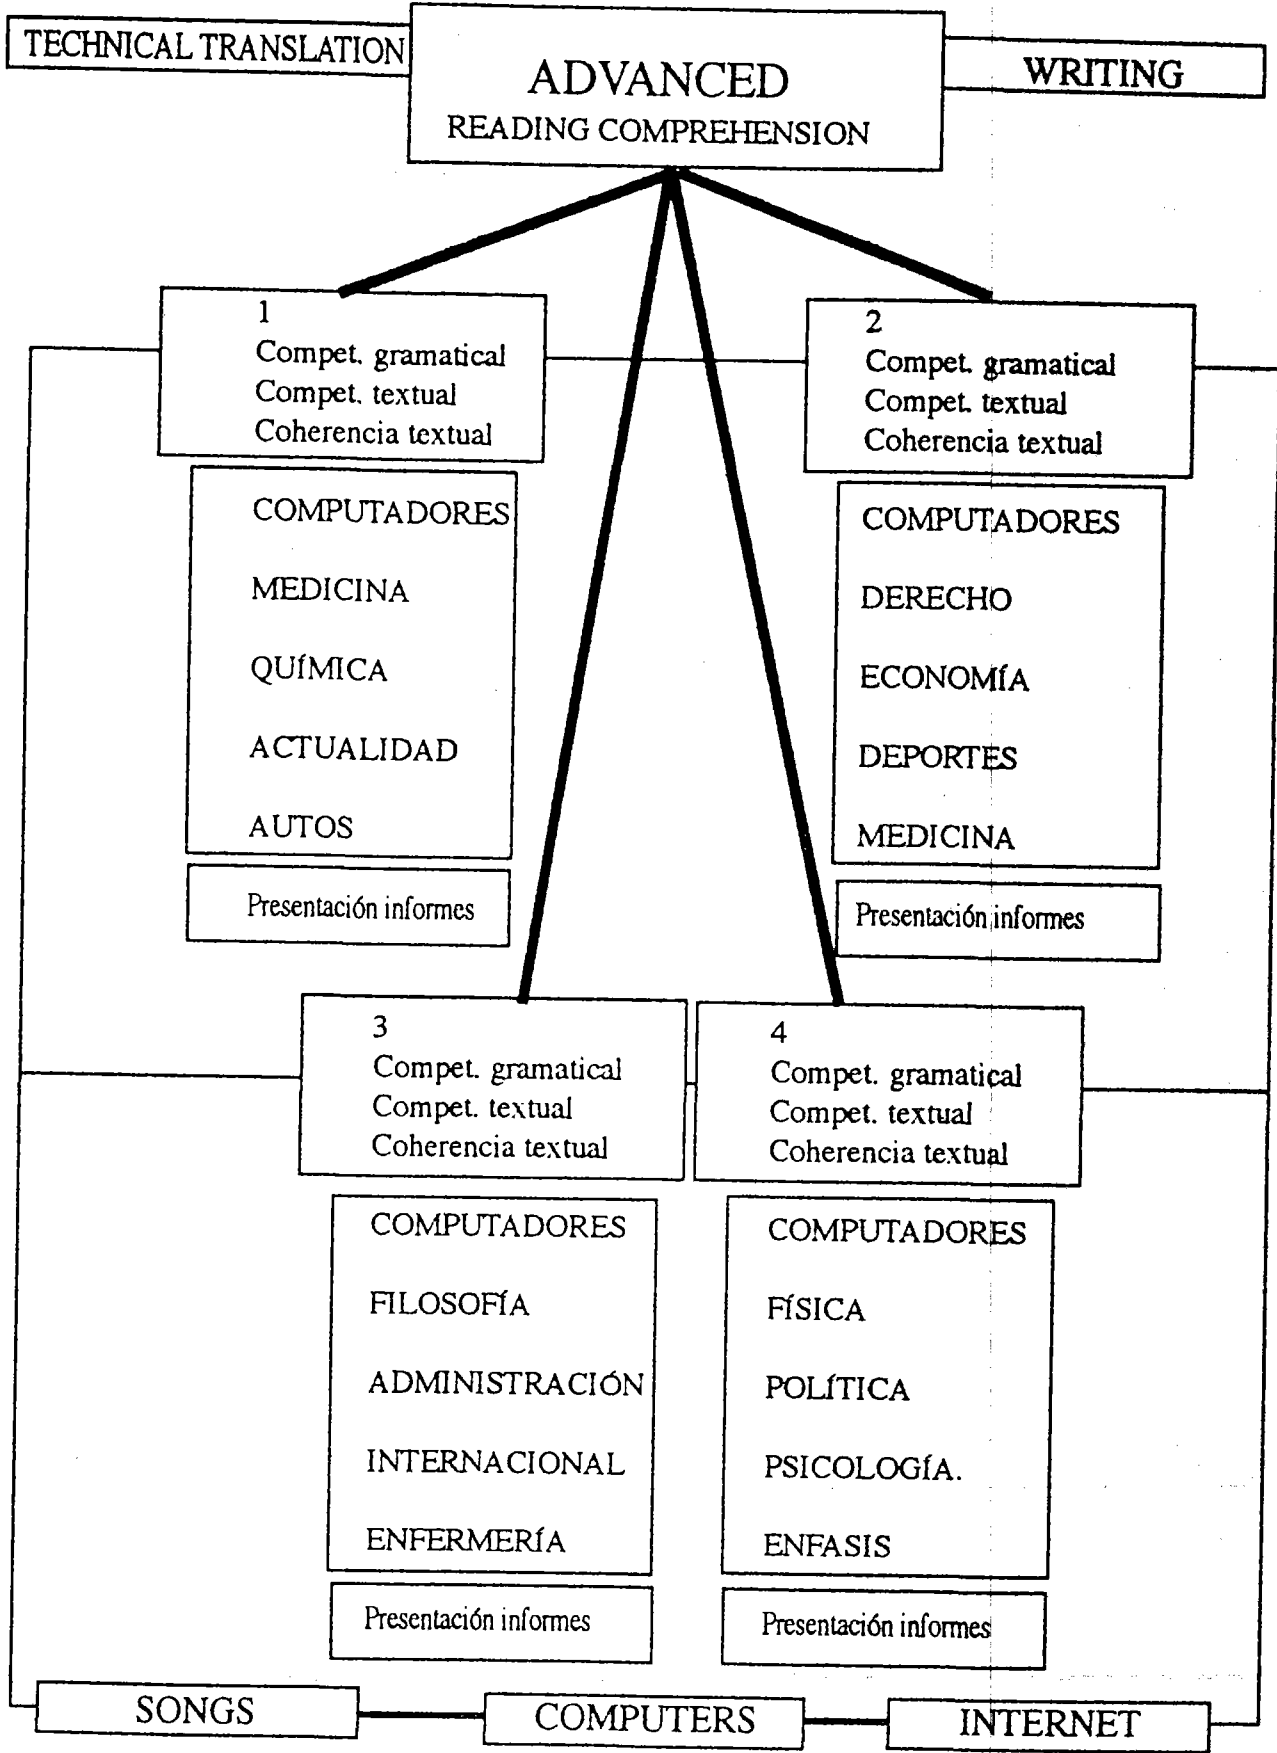 TECHNICAL TRANSLATION
ADVANCED
READING COMPREHENSION
WRITING
1
Compet. gramatical
Compet. textual
Coherencia textual
COMPUTADORES
MEDICINA
QUÍMICA
ACTUALIDAD
AUTOS
Presentación informes
2
Compet. gramatical
Compet. textual
Coherencia textual
COMPUTADORES
DERECHO
ECONOMÍA
DEPORTES
MEDICINA
Presentación informes
3
Compet. gramatical
Compet. textual
Coherencia textual
COMPUTADORES
FILOSOFÍA
ADMINISTRACIÓN
INTERNACIONAL
ENFERMERÍA
Presentación informes
4
Compet. gramatical
Compet. textual
Coherencia textual
COMPUTADORES
FÍSICA
POLÍTICA
PSICOLOGÍA.
ENFASIS
Presentación informes
SONGS
COMPUTERS
INTERNET